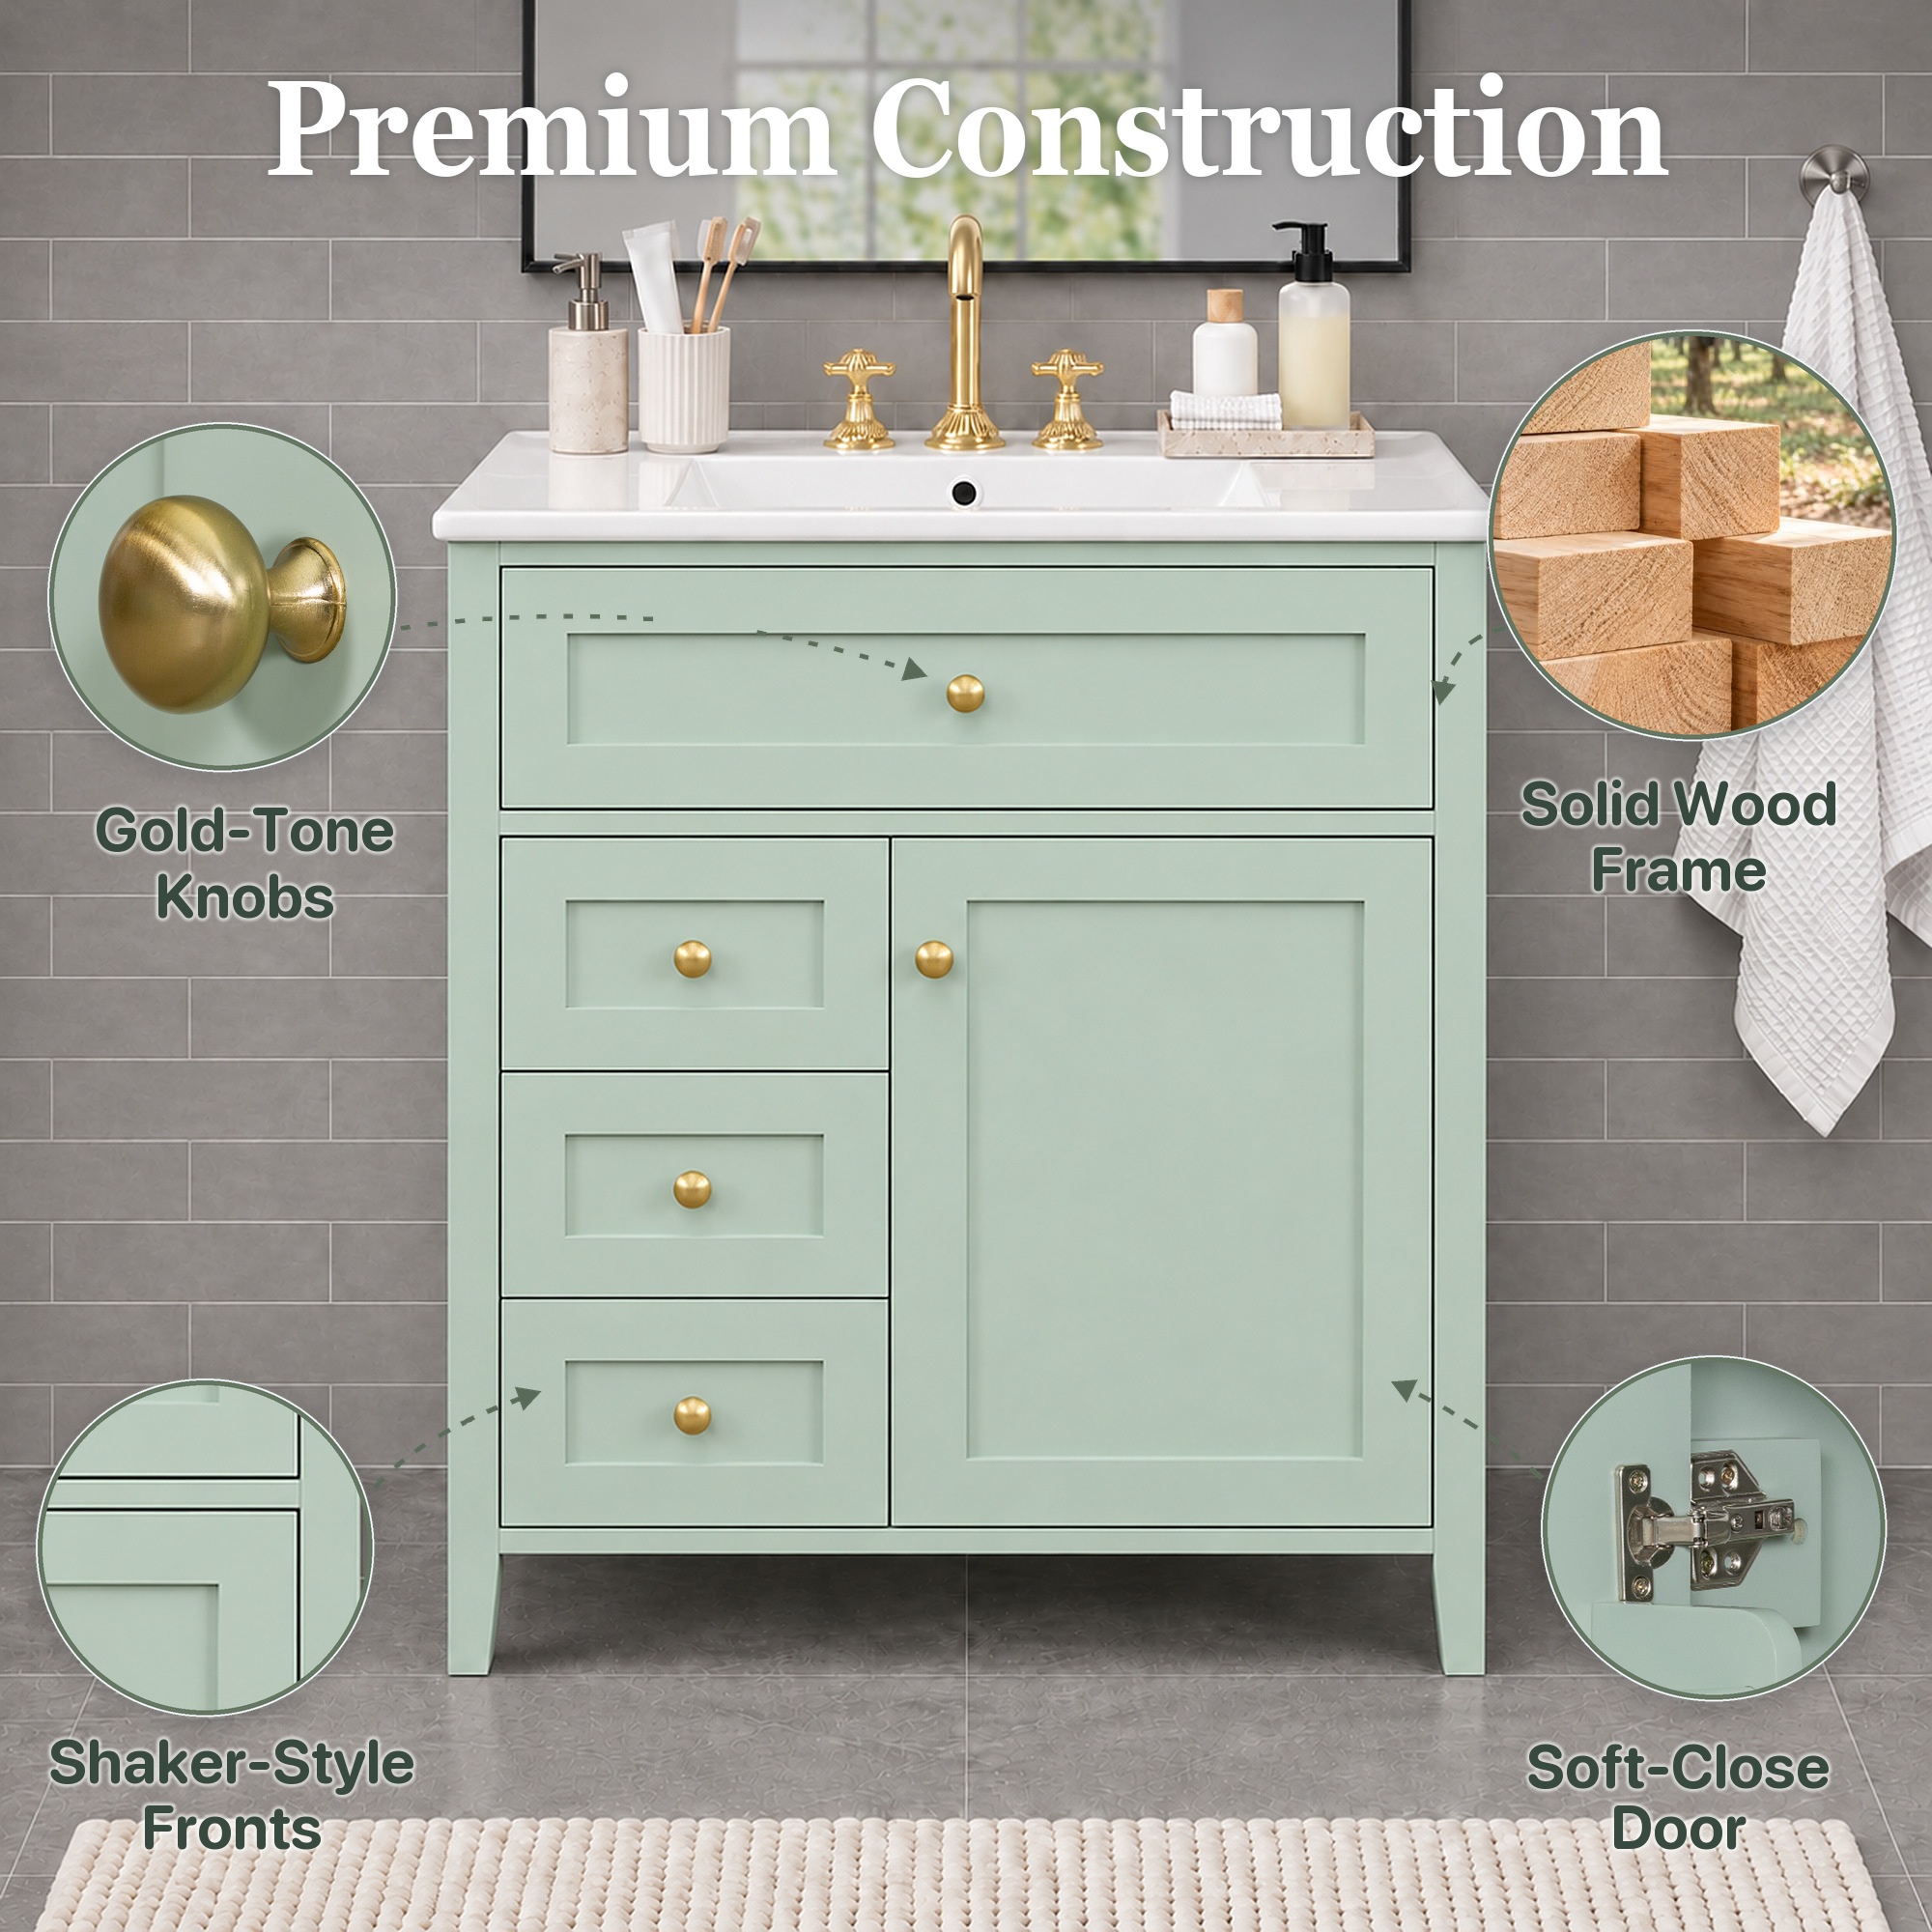 Premium Construction
Gold-Tone
Knobs
Solid Wood
Frame
Shaker-Style
Fronts
Soft-Close
Door